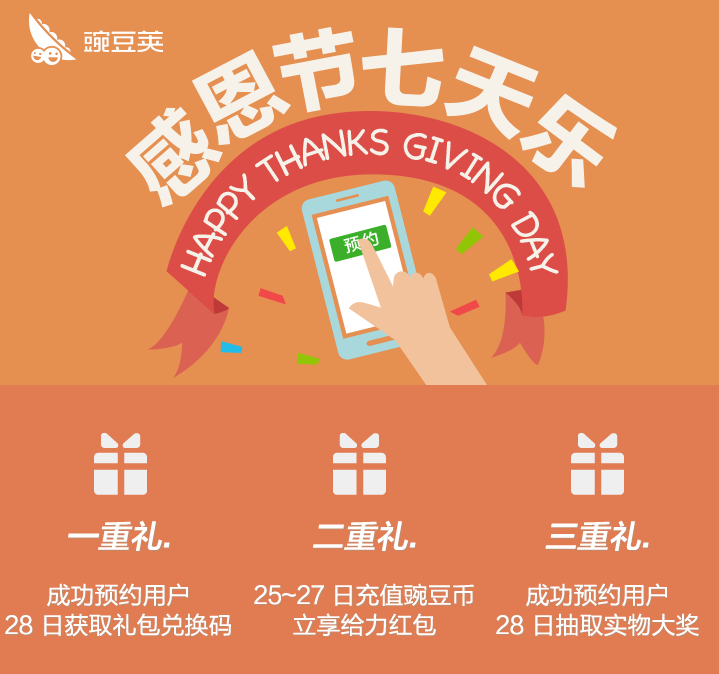 豌豆荚
感恩节七天乐
HAPPY THANKS GIVING DAY
预约
一重礼.
成功预约用户
28 日获取礼包兑换码
二重礼.
25~27 日充值豌豆币
立享给力红包
三重礼.
成功预约用户
28 日抽取实物大奖